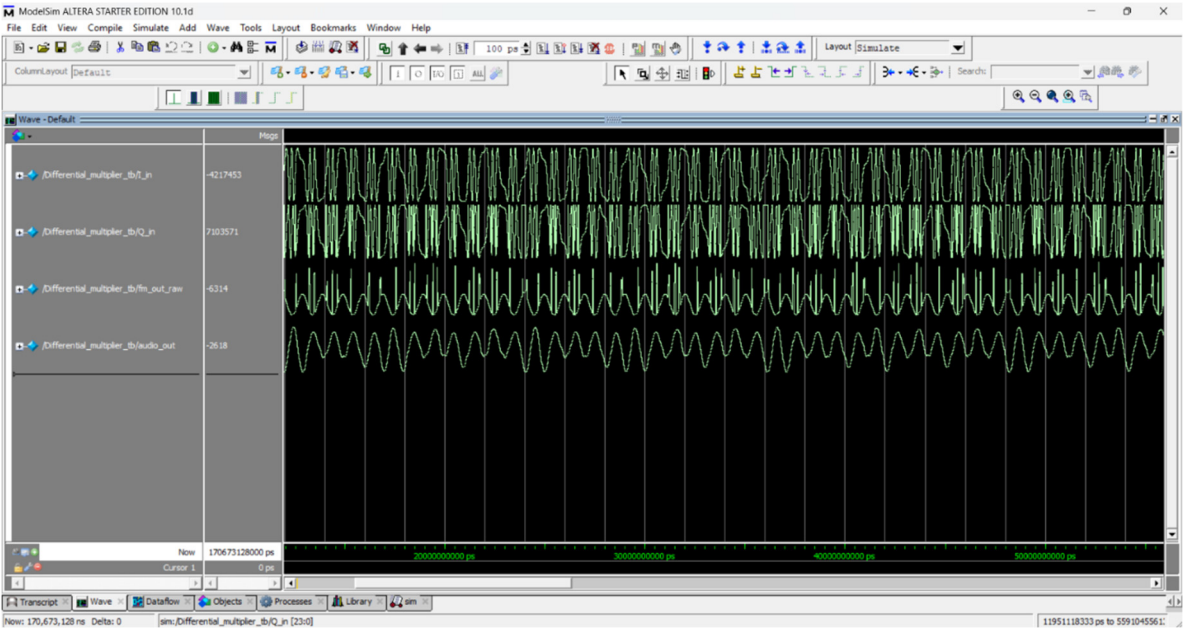 ModelSim ALTERA STARTER EDITION 10.1d
File Edit View Compile Simulate Add Wave Tools Layout Bookmarks Window Help
100 ps
Layout Simulate
ColumnLayout Default
ALL
Search:
Wave - Default
Msgs
/Differential_multiplier_tb/I_in -4217453
/Differential_multiplier_tb/Q_in 7103571
/Differential_multiplier_tb/fm_out_raw -6314
/Differential_multiplier_tb/audio_out -2618
Now 170673128000 ps
20000000000 ps 30000000000 ps 40000000000 ps 50000000000 ps
Cursor 1 0 ps
Transcript Wave Dataflow Objects Processes Library sim
Now: 170,673,128 ns Delta: 0 sim:/Differential_multiplier_tb/Q_in [23:0] 11951118333 ps to 5591045561